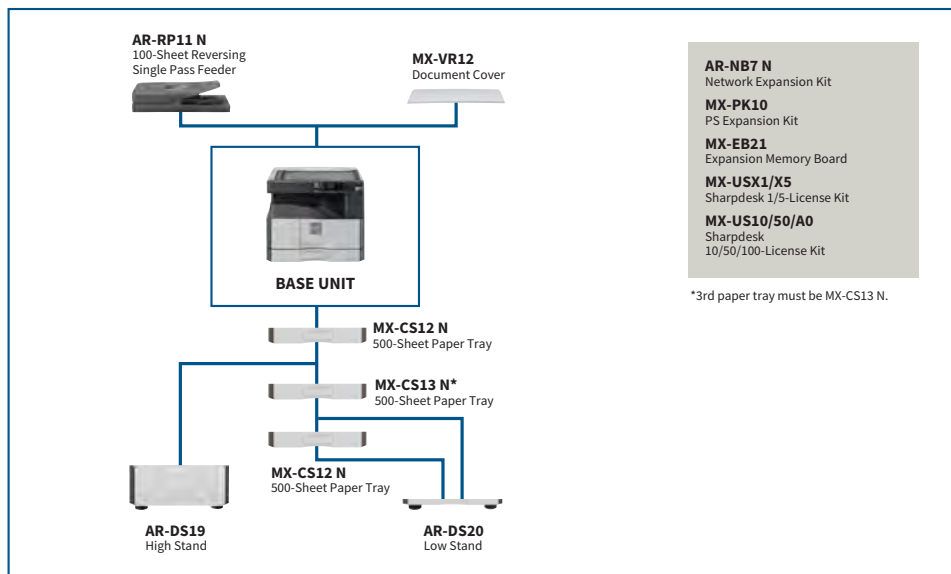 AR-RP11 N
100-Sheet Reversing
Single Pass Feeder
MX-VR12
Document Cover
BASE UNIT
MX-CS12 N
500-Sheet Paper Tray
MX-CS13 N*
500-Sheet Paper Tray
MX-CS12 N
500-Sheet Paper Tray
AR-DS19
High Stand
AR-DS20
Low Stand
AR-NB7 N
Network Expansion Kit
MX-PK10
PS Expansion Kit
MX-EB21
Expansion Memory Board
MX-USX1/X5
Sharpdesk 1/5-License Kit
MX-US10/50/A0
Sharpdesk
10/50/100-License Kit
*3rd paper tray must be MX-CS13 N.